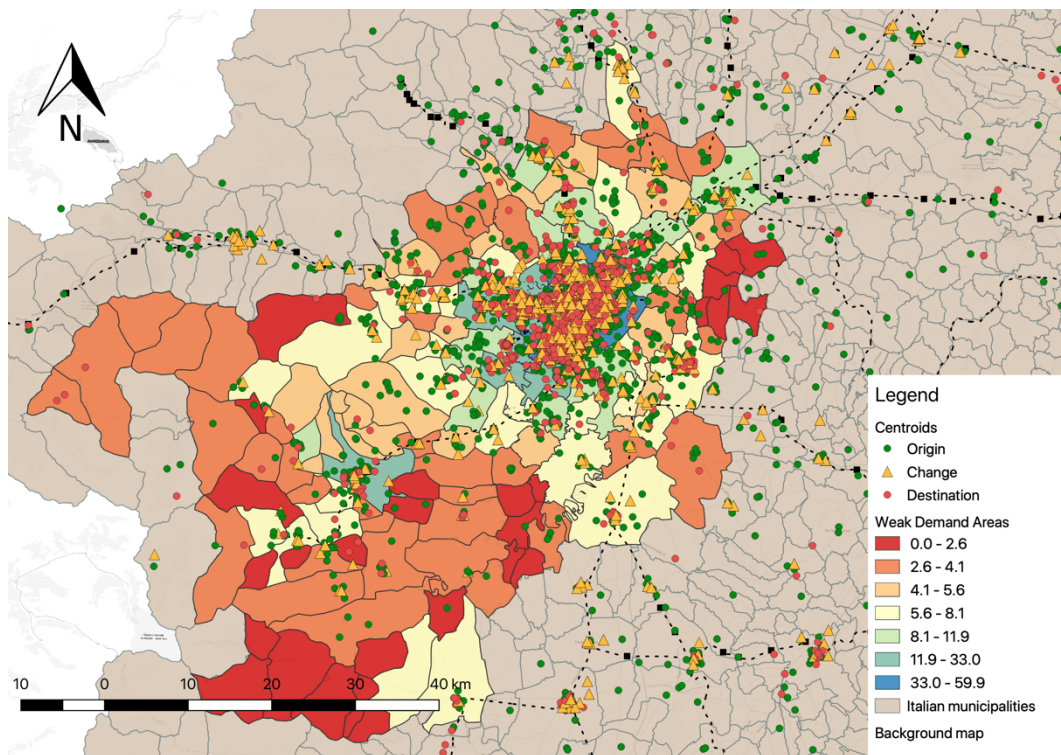 N
Legend
Centroids
Origin
Change
Destination
Weak Demand Areas
0.0 - 2.6
2.6 - 4.1
4.1 - 5.6
5.6 - 8.1
8.1 - 11.9
11.9 - 33.0
33.0 - 59.9
Italian municipalities
Background map
10 0 10 20 30 40 km